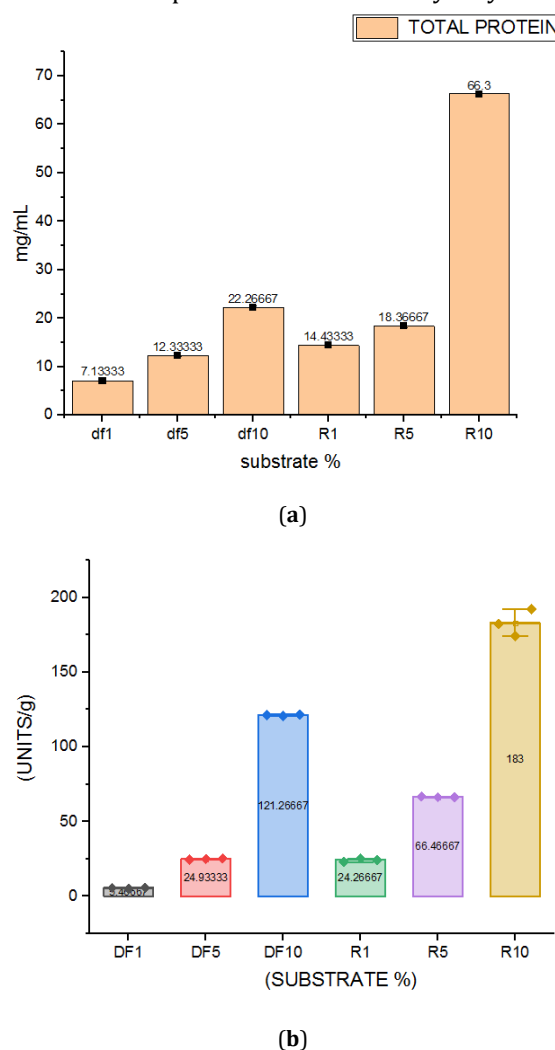 TOTAL PROTEIN
70
60
50
40
30
20
10
0
mg/mL
7.13333
12.33333
22.26667
14.43333
18.36667
66.3
df1 df5 df10 R1 R5 R10
substrate %
(a)
200
150
100
50
0
(UNITS/g)
24.93333
121.26667
24.26667
66.46667
183
DF1 DF5 DF10 R1 R5 R10
(SUBSTRATE %)
(b)